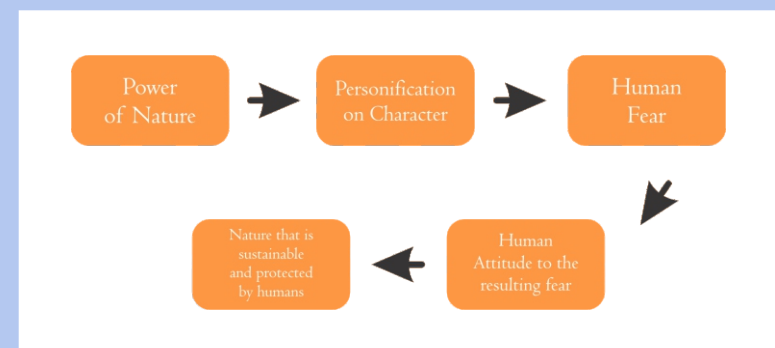 Power
of Nature
Personification
on Character
Human
Fear
Human
Attitude to the
resulting fear
Nature that is
sustainable
and protected
by humans